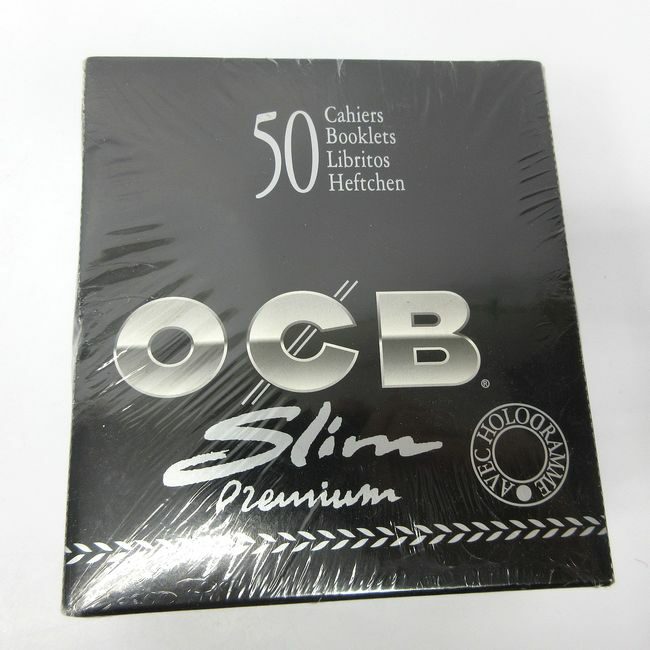 50
Cahiers
Booklets
Libritos
Heftchen
OCB®
Slim
Premium
AVEC HOLOGRAMME